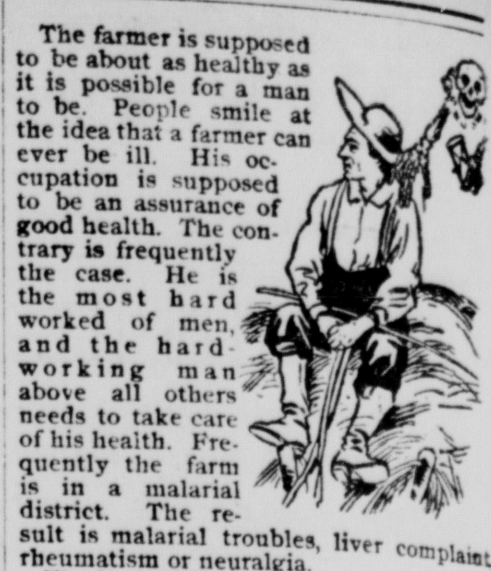 The farmer is supposed
to be about as healthy as
it is possible for a man
to be. People smile at
the idea that a farmer can
ever be ill. His oc-
cupation is supposed
to be an assurance of
good health. The con-
trary is frequently
the case. He is
the most hard
worked of men,
and the hard-
working man
above all others
needs to take care
of his health. Fre-
quently the farm
is in a malarial
district. The re-
sult is malarial troubles, liver complaint
rheumatism or neuralgia.